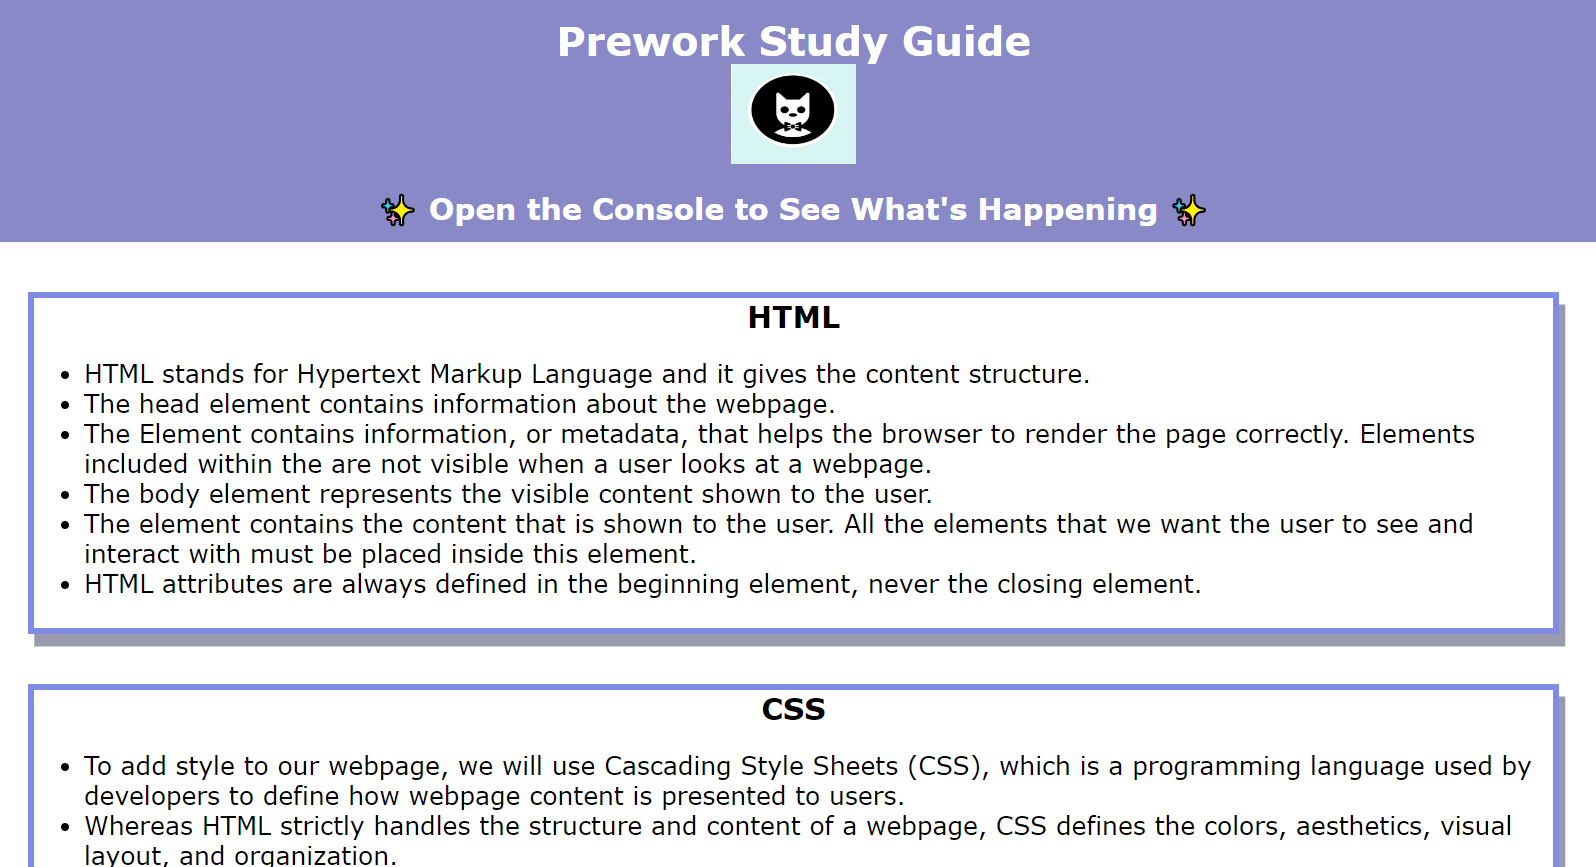 Prework Study Guide
✨ Open the Console to See What's Happening ✨
HTML
• HTML stands for Hypertext Markup Language and it gives the content structure.
• The head element contains information about the webpage.
• The Element contains information, or metadata, that helps the browser to render the page correctly. Elements
included within the are not visible when a user looks at a webpage.
• The body element represents the visible content shown to the user.
• The element contains the content that is shown to the user. All the elements that we want the user to see and
interact with must be placed inside this element.
• HTML attributes are always defined in the beginning element, never the closing element.
CSS
• To add style to our webpage, we will use Cascading Style Sheets (CSS), which is a programming language used by
developers to define how webpage content is presented to users.
• Whereas HTML strictly handles the structure and content of a webpage, CSS defines the colors, aesthetics, visual
layout, and organization.